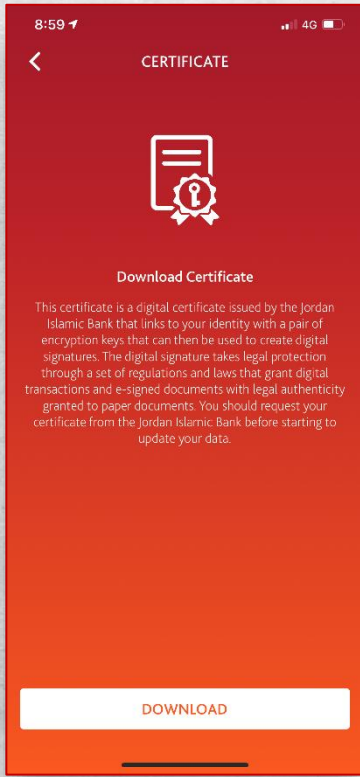 8:59
4G
CERTIFICATE
Download Certificate
This certificate is a digital certificate issued by the Jordan
Islamic Bank that links to your identity with a pair of
encryption keys that can then be used to create digital
signatures. The digital signature takes legal protection
through a set of regulations and laws that grant digital
transactions and e-signed documents with legal authenticity
granted to paper documents. You should request your
certificate from the Jordan Islamic Bank before starting to
update your data.
DOWNLOAD